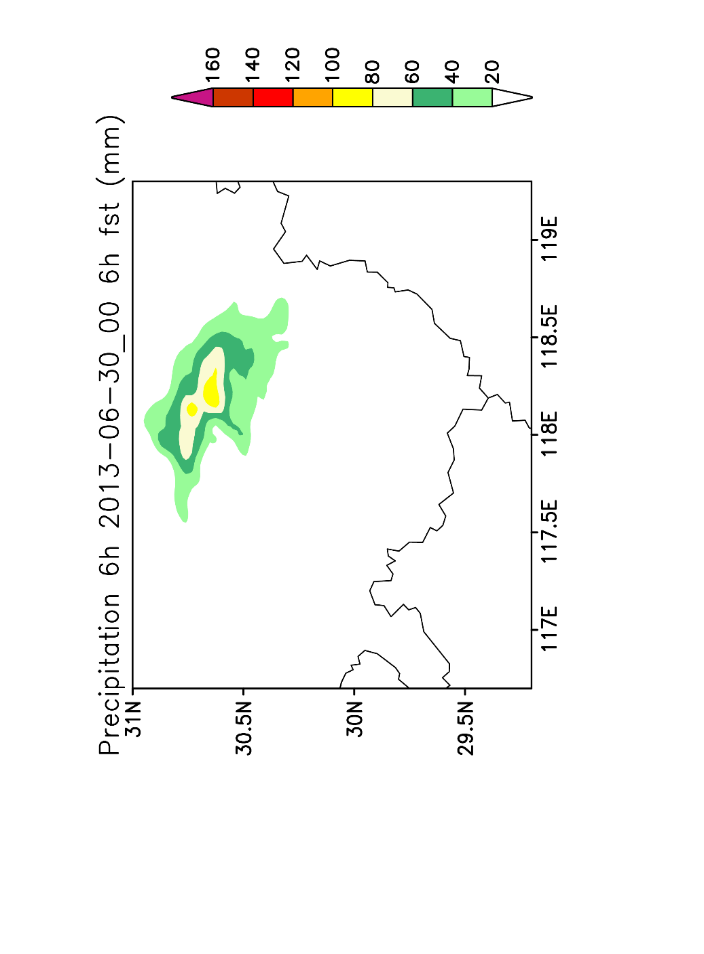 Precipitation 6h 2013-06-30_00 6h fst (mm)
31N
30.5N
30N
29.5N
117E
117.5E
118E
118.5E
119E
160
140
120
100
80
60
40
20